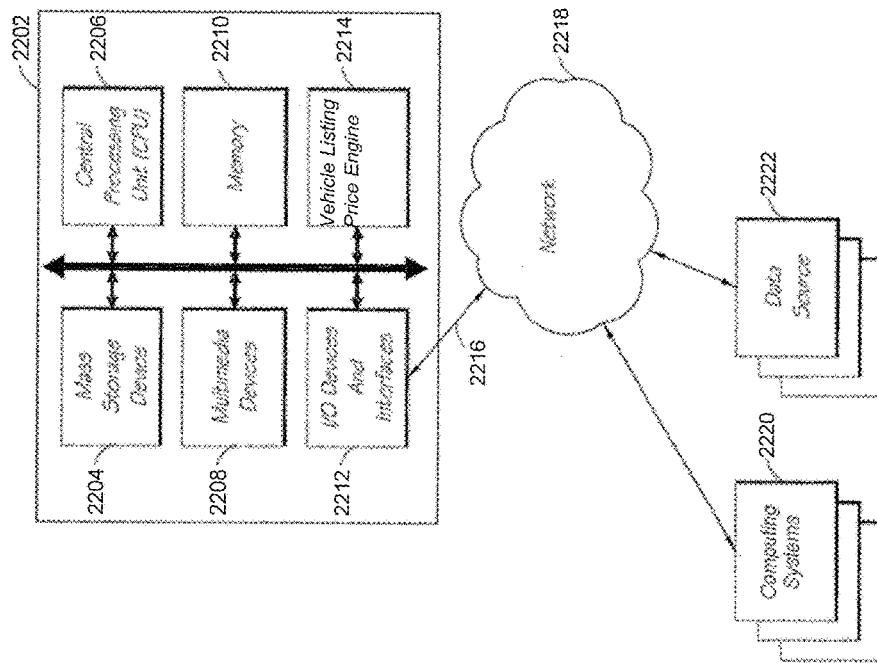 2202
Mass
Storage
Device
2204
Central
Processing
Unit (CPU)
2206
Multimedia
Devices
2208
Memory
2210
I/O Devices
And
Interfaces
2212
Vehicle Listing
Price Engine
2214
2216
Network
2218
Computing
Systems
2220
Data
Source
2222